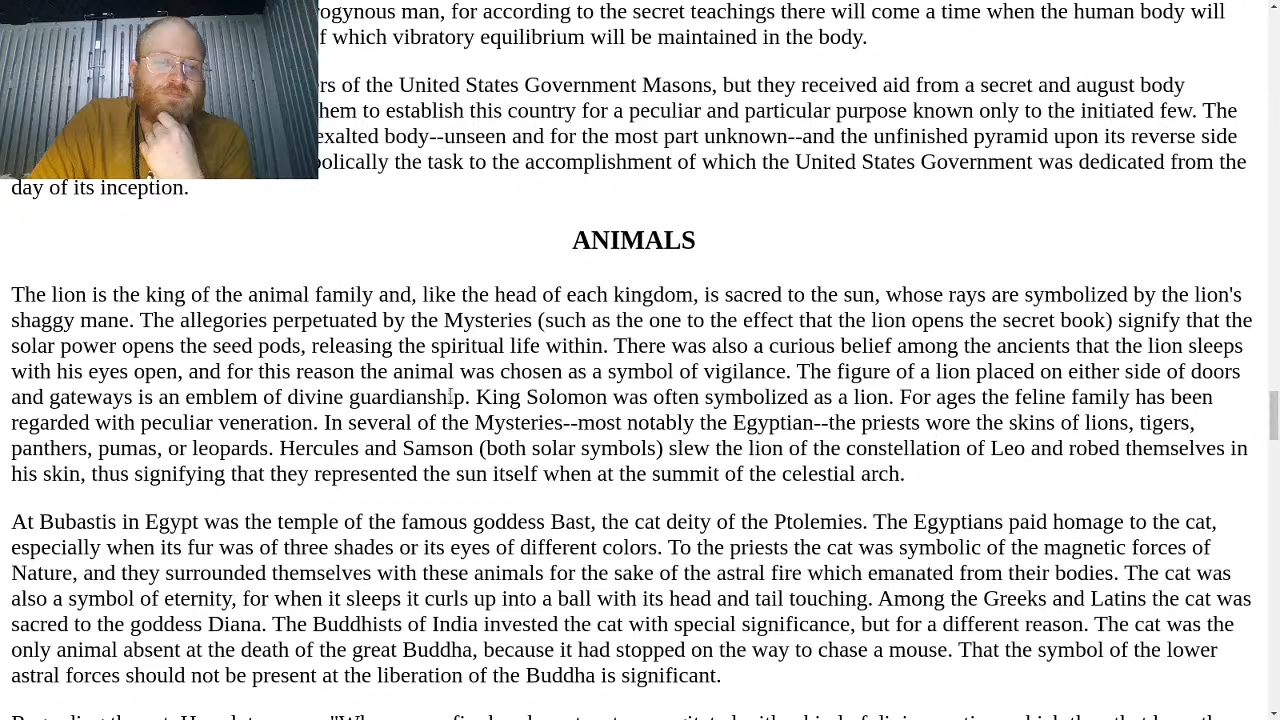 rogynous man, for according to the secret teachings there will come a time when the human body will
f which vibratory equilibrium will be maintained in the body.
rs of the United States Government Masons, but they received aid from a secret and august body
hem to establish this country for a peculiar and particular purpose known only to the initiated few. The
exalted body--unseen and for the most part unknown--and the unfinished pyramid upon its reverse side
bolically the task to the accomplishment of which the United States Government was dedicated from the
day of its inception.
ANIMALS
The lion is the king of the animal family and, like the head of each kingdom, is sacred to the sun, whose rays are symbolized by the lion's
shaggy mane. The allegories perpetuated by the Mysteries (such as the one to the effect that the lion opens the secret book) signify that the
solar power opens the seed pods, releasing the spiritual life within. There was also a curious belief among the ancients that the lion sleeps
with his eyes open, and for this reason the animal was chosen as a symbol of vigilance. The figure of a lion placed on either side of doors
and gateways is an emblem of divine guardianship. King Solomon was often symbolized as a lion. For ages the feline family has been
regarded with peculiar veneration. In several of the Mysteries--most notably the Egyptian--the priests wore the skins of lions, tigers,
panthers, pumas, or leopards. Hercules and Samson (both solar symbols) slew the lion of the constellation of Leo and robed themselves in
his skin, thus signifying that they represented the sun itself when at the summit of the celestial arch.
At Bubastis in Egypt was the temple of the famous goddess Bast, the cat deity of the Ptolemies. The Egyptians paid homage to the cat,
especially when its fur was of three shades or its eyes of different colors. To the priests the cat was symbolic of the magnetic forces of
Nature, and they surrounded themselves with these animals for the sake of the astral fire which emanated from their bodies. The cat was
also a symbol of eternity, for when it sleeps it curls up into a ball with its head and tail touching. Among the Greeks and Latins the cat was
sacred to the goddess Diana. The Buddhists of India invested the cat with special significance, but for a different reason. The cat was the
only animal absent at the death of the great Buddha, because it had stopped on the way to chase a mouse. That the symbol of the lower
astral forces should not be present at the liberation of the Buddha is significant.